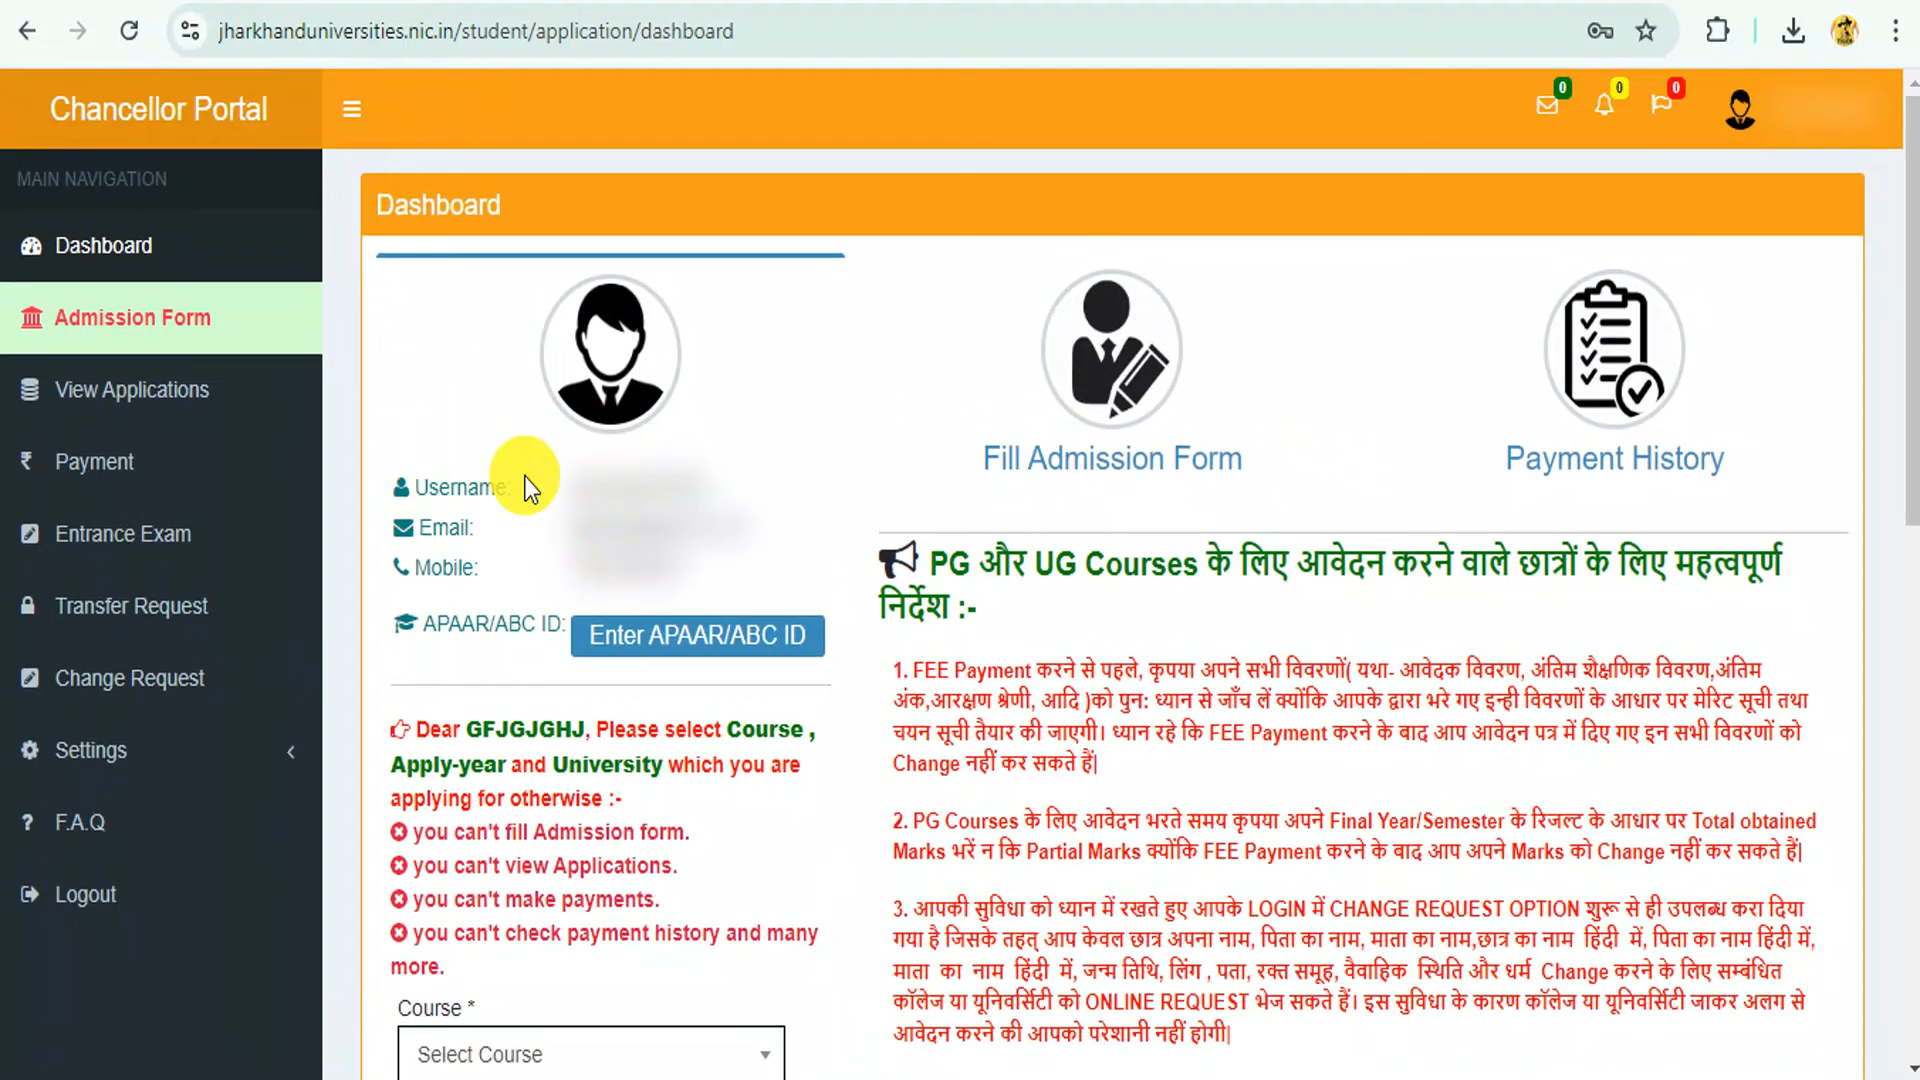 jharkhanduniversities.nic.in/student/application/dashboard
Chancellor Portal
0
0
0
MAIN NAVIGATION
Dashboard
Admission Form
View Applications
Payment
Entrance Exam
Transfer Request
Change Request
Settings
F.A.Q
Logout
Dashboard
Username:
Email:
Mobile:
APAAR/ABC ID: Enter APAAR/ABC ID
Dear GFJGJGHJ, Please select Course ,
Apply-year and University which you are
applying for otherwise :-
you can't fill Admission form.
you can't view Applications.
you can't make payments.
you can't check payment history and many
more.
Course *
Select Course
Fill Admission Form
Payment History
PG और UG Courses के लिए आवेदन करने वाले छात्रों के लिए महत्वपूर्ण
निर्देश :-
1. FEE Payment करने से पहले, कृपया अपने सभी विवरणों( यथा- आवेदक विवरण, अंतिम शैक्षणिक विवरण,अंतिम
अंक,आरक्षण श्रेणी, आदि )को पुन: ध्यान से जाँच लें क्योंकि आपके द्वारा भरे गए इन्ही विवरणों के आधार पर मेरिट सूची तथा
चयन सूची तैयार की जाएगी। ध्यान रहे कि FEE Payment करने के बाद आप आवेदन पत्र में दिए गए इन सभी विवरणों को
Change नहीं कर सकते हैं|
2. PG Courses के लिए आवेदन भरते समय कृपया अपने Final Year/Semester के रिजल्ट के आधार पर Total obtained
Marks भरें न कि Partial Marks क्योंकि FEE Payment करने के बाद आप अपने Marks को Change नहीं कर सकते हैं|
3. आपकी सुविधा को ध्यान में रखते हुए आपके LOGIN में CHANGE REQUEST OPTION शुरू से ही उपलब्ध करा दिया
गया है जिसके तहत् आप केवल छात्र अपना नाम, पिता का नाम, माता का नाम,छात्र का नाम हिंदी में, पिता का नाम हिंदी में,
माता का नाम हिंदी में, जन्म तिथि, लिंग , पता, रक्त समूह, वैवाहिक स्थिति और धर्म Change करने के लिए सम्बंधित
कॉलेज या यूनिवर्सिटी को ONLINE REQUEST भेज सकते हैं। इस सुविधा के कारण कॉलेज या यूनिवर्सिटी जाकर अलग से
आवेदन करने की आपको परेशानी नहीं होगी|